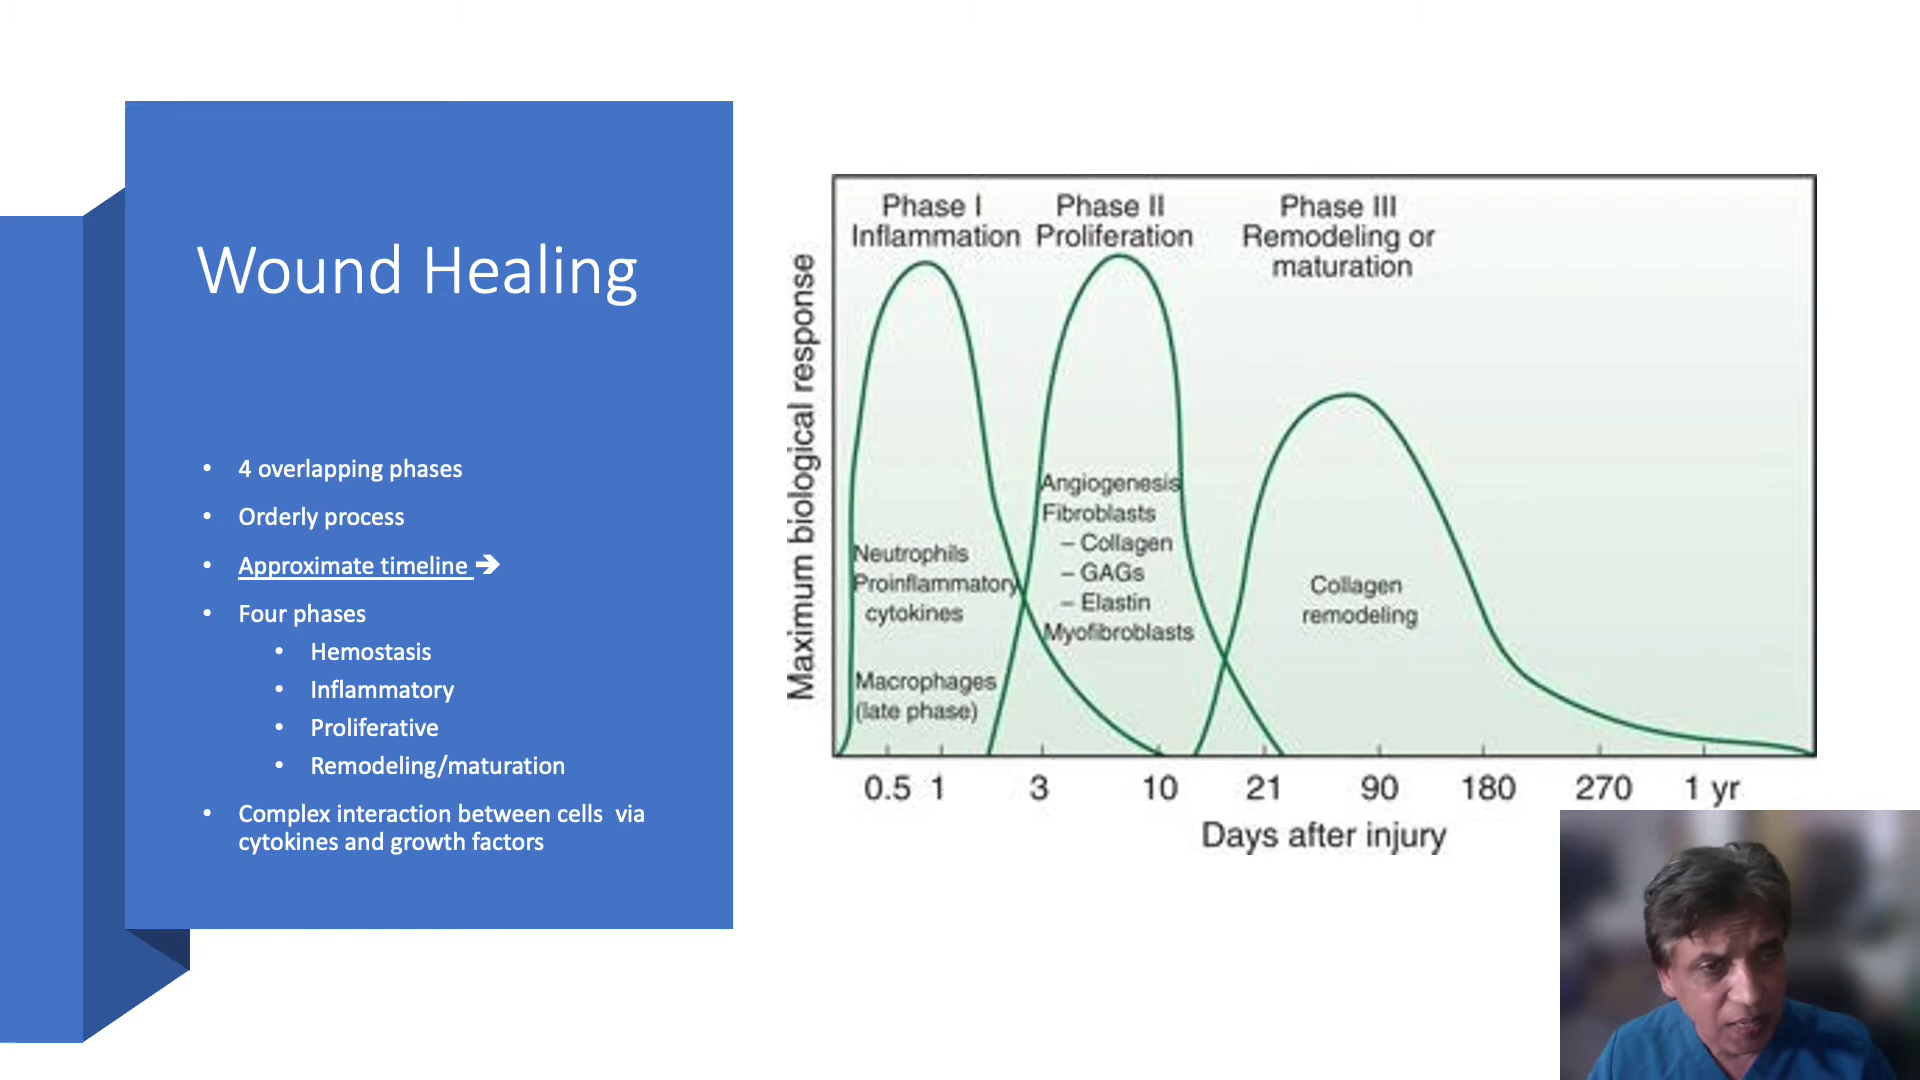 Wound Healing
• 4 overlapping phases
• Orderly process
• Approximate timeline ➔
• Four phases
• Hemostasis
• Inflammatory
• Proliferative
• Remodeling/maturation
• Complex interaction between cells via
cytokines and growth factors
Maximum biological response
Phase I
Inflammation
Phase II
Proliferation
Phase III
Remodeling or
maturation
Neutrophils
Proinflammatory
cytokines
Macrophages
(late phase)
Angiogenesis
Fibroblasts
– Collagen
– GAGs
– Elastin
Myofibroblasts
Collagen
remodeling
0.5 1 3 10 21 90 180 270 1 yr
Days after injury